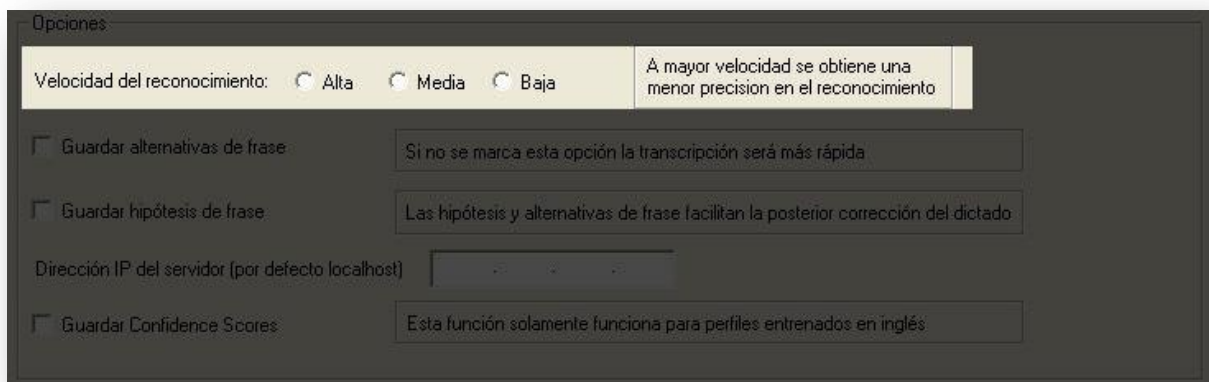 Opciones
Velocidad del reconocimiento: Alta Media Baja
A mayor velocidad se obtiene una
menor precision en el reconocimiento
Guardar alternativas de frase
Si no se marca esta opción la transcripción será más rápida
Guardar hipótesis de frase
Las hipótesis y alternativas de frase facilitan la posterior corrección del dictado
Dirección IP del servidor (por defecto localhost)
Guardar Confidence Scores
Esta función solamente funciona para perfiles entrenados en inglés